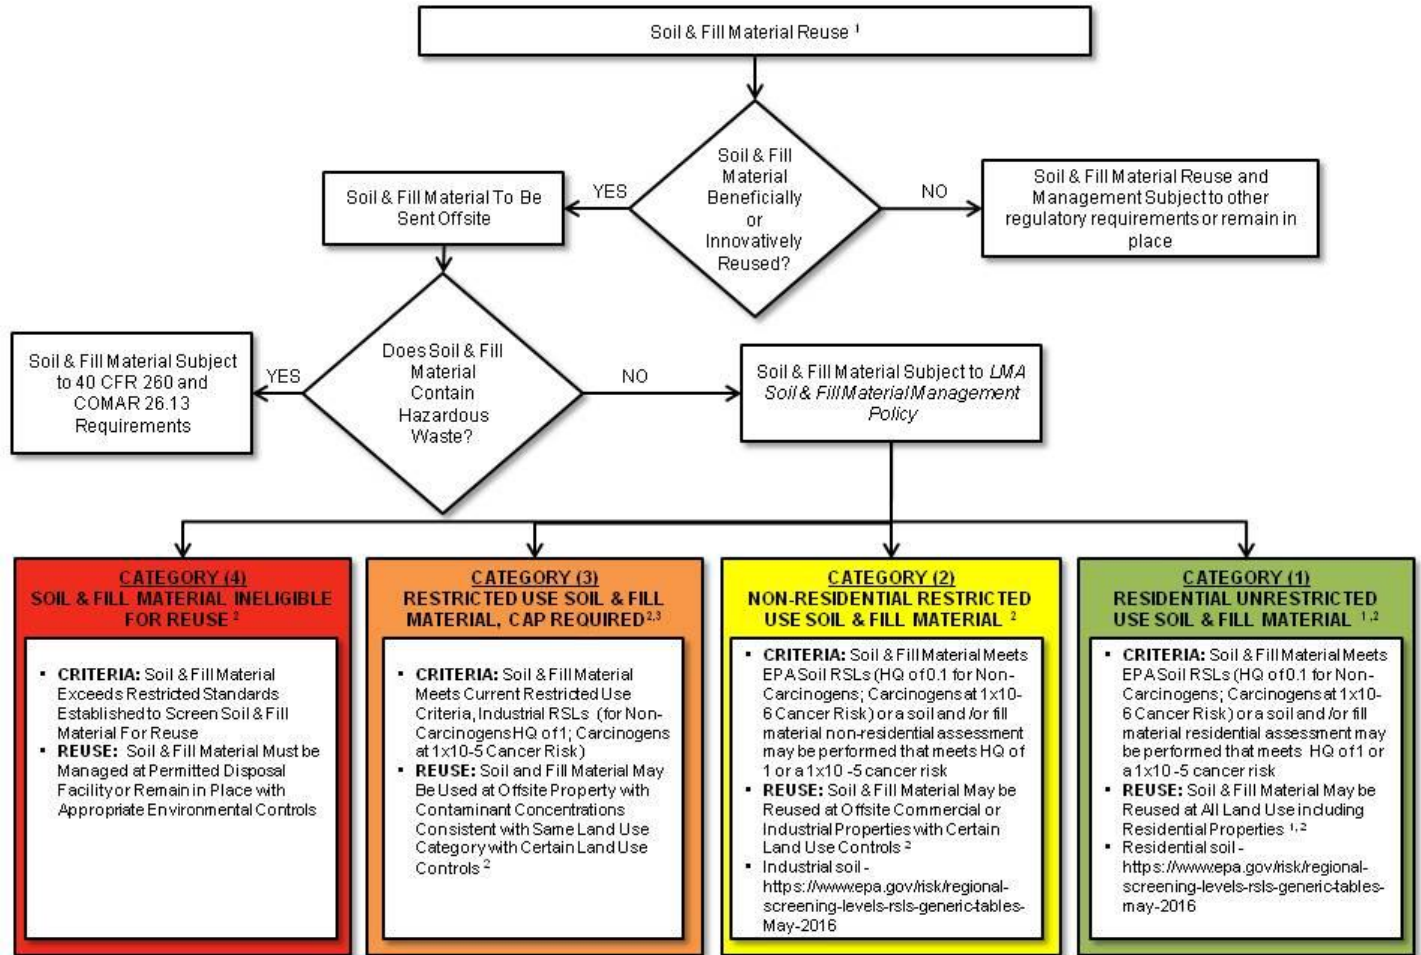 Soil & Fill Material Reuse 1
Soil & Fill
Material
Beneficially
or
Innovatively
Reused?
YES
NO
Soil & Fill Material To Be
Sent Offsite
Soil & Fill Material Reuse and
Management Subject to other
regulatory requirements or remain in
place
Does Soil & Fill
Material
Contain
Hazardous
Waste?
YES
NO
Soil & Fill Material Subject
to 40 CFR 260 and
COMAR 26.13
Requirements
Soil & Fill Material Subject to LMA
Soil & Fill Material Management
Policy
CATEGORY (4)
SOIL & FILL MATERIAL INELIGIBLE
FOR REUSE 2
▪ CRITERIA: Soil & Fill Material
Exceeds Restricted Standards
Established to Screen Soil & Fill
Material For Reuse
▪ REUSE: Soil & Fill Material Must be
Managed at Permitted Disposal
Facility or Remain in Place with
Appropriate Environmental Controls
CATEGORY (3)
RESTRICTED USE SOIL & FILL
MATERIAL, CAP REQUIRED2,3
▪ CRITERIA: Soil & Fill Material
Meets Current Restricted Use
Criteria, Industrial RSLs (for Non-
Carcinogens HQ of 1; Carcinogens
at 1x10-5 Cancer Risk)
▪ REUSE: Soil and Fill Material May
Be Used at Offsite Property with
Contaminant Concentrations
Consistent with Same Land Use
Category with Certain Land Use
Controls 2
CATEGORY (2)
NON-RESIDENTIAL RESTRICTED
USE SOIL & FILL MATERIAL 2
▪ CRITERIA: Soil & Fill Material Meets
EPA Soil RSLs (HQ of 0.1 for Non-
Carcinogens; Carcinogens at 1x10-
6 Cancer Risk) or a soil and /or fill
material non-residential assessment
may be performed that meets HQ of
1 or a 1x10 -5 cancer risk
▪ REUSE: Soil & Fill Material May be
Reused at Offsite Commercial or
Industrial Properties with Certain
Land Use Controls 2
▪ Industrial soil -
https://www.epa.gov/risk/regional-
screening-levels-rsls-generic-tables-
May-2016
CATEGORY (1)
RESIDENTIAL UNRESTRICTED
USE SOIL & FILL MATERIAL 1,2
▪ CRITERIA: Soil & Fill Material Meets
EPA Soil RSLs (HQ of 0.1 for Non-
Carcinogens; Carcinogens at 1x10-
6 Cancer Risk) or a soil and /or fill
material residential assessment may
be performed that meets HQ of 1 or
a 1x10 -5 cancer risk
▪ REUSE: Soil & Fill Material May be
Reused at All Land Use including
Residential Properties 1,2
▪ Residential soil -
https://www.epa.gov/risk/regional-
screening-levels-rsls-generic-tables-
may-2016